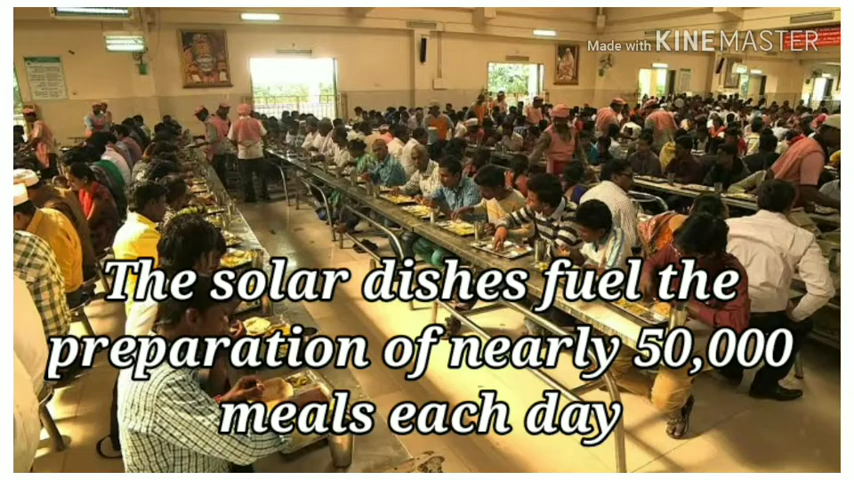 Made with KINEMASTER
The solar dishes fuel the
preparation of nearly 50,000
meals each day